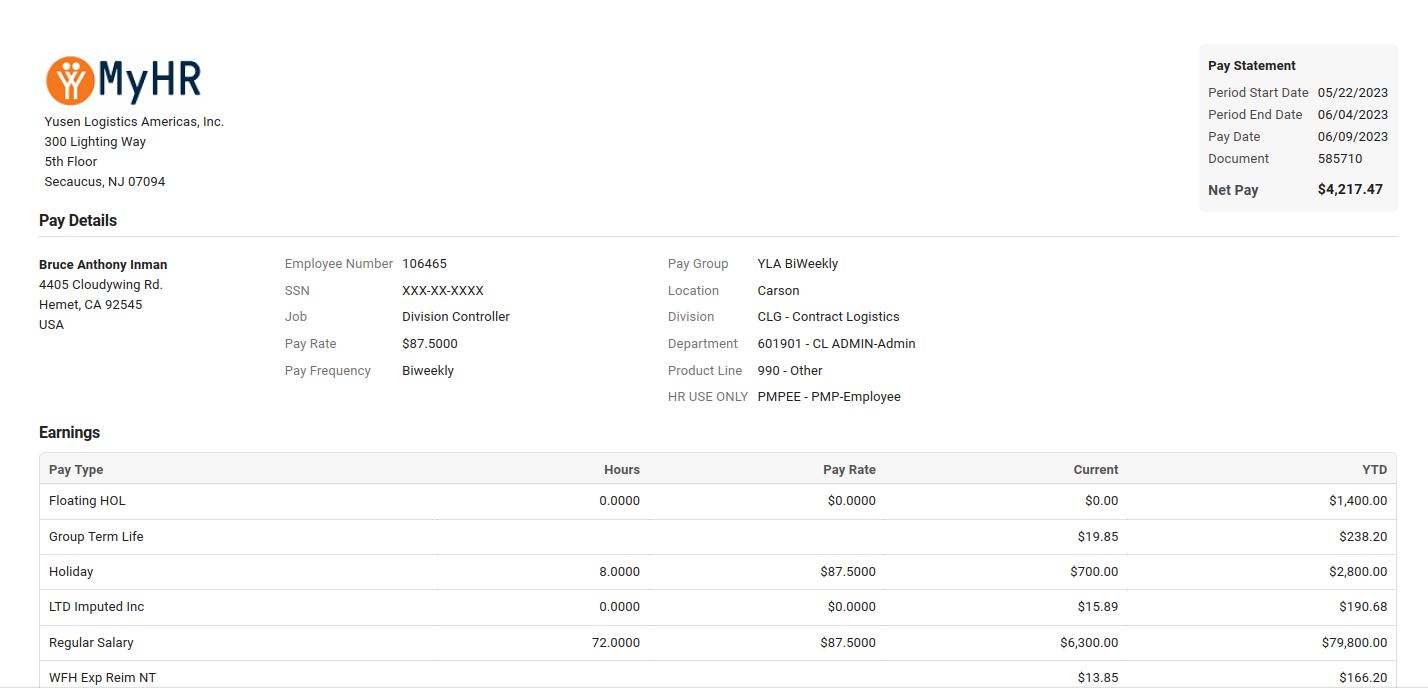 MyHR
Yusen Logistics Americas, Inc.
300 Lighting Way
5th Floor
Secaucus, NJ 07094
Pay Statement
Period Start Date 05/22/2023
Period End Date 06/04/2023
Pay Date 06/09/2023
Document 585710
Net Pay $4,217.47
Pay Details
Bruce Anthony Inman
4405 Cloudywing Rd.
Hemet, CA 92545
USA
Employee Number 106465
SSN XXX-XX-XXXX
Job Division Controller
Pay Rate $87.5000
Pay Frequency Biweekly
Pay Group YLA BiWeekly
Location Carson
Division CLG - Contract Logistics
Department 601901 - CL ADMIN-Admin
Product Line 990 - Other
HR USE ONLY PMPEE - PMP-Employee
Earnings
Pay Type Hours Pay Rate Current YTD
Floating HOL 0.0000 $0.0000 $0.00 $1,400.00
Group Term Life $19.85 $238.20
Holiday 8.0000 $87.5000 $700.00 $2,800.00
LTD Imputed Inc 0.0000 $0.0000 $15.89 $190.68
Regular Salary 72.0000 $87.5000 $6,300.00 $79,800.00
WFH Exp Reim NT $13.85 $166.20